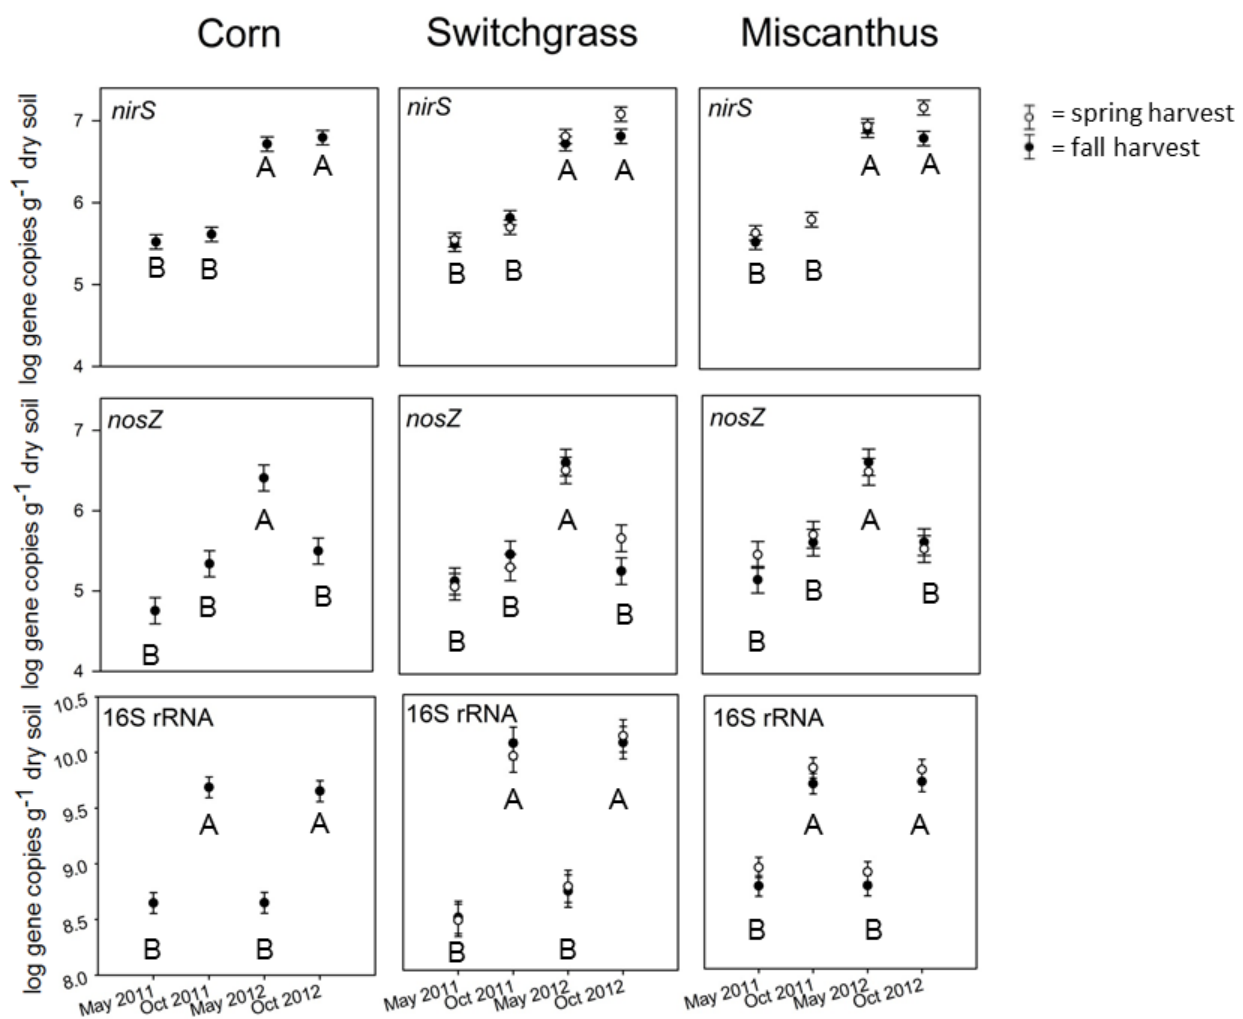 Corn Switchgrass Miscanthus
= spring harvest
= fall harvest
log gene copies g⁻¹ dry soil
7
6
5
4
nirS
B B A A
nirS
B B A A
nirS
B B A A
log gene copies g⁻¹ dry soil
7
6
5
4
nosZ
B B A B
nosZ
B B A B
nosZ
B B A B
log gene copies g⁻¹ dry soil
10.5
10.0
9.5
9.0
8.5
8.0
16S rRNA
B A B A
16S rRNA
B A B A
16S rRNA
B A B A
May 2011 Oct 2011 May 2012 Oct 2012
May 2011 Oct 2011 May 2012 Oct 2012
May 2011 Oct 2011 May 2012 Oct 2012